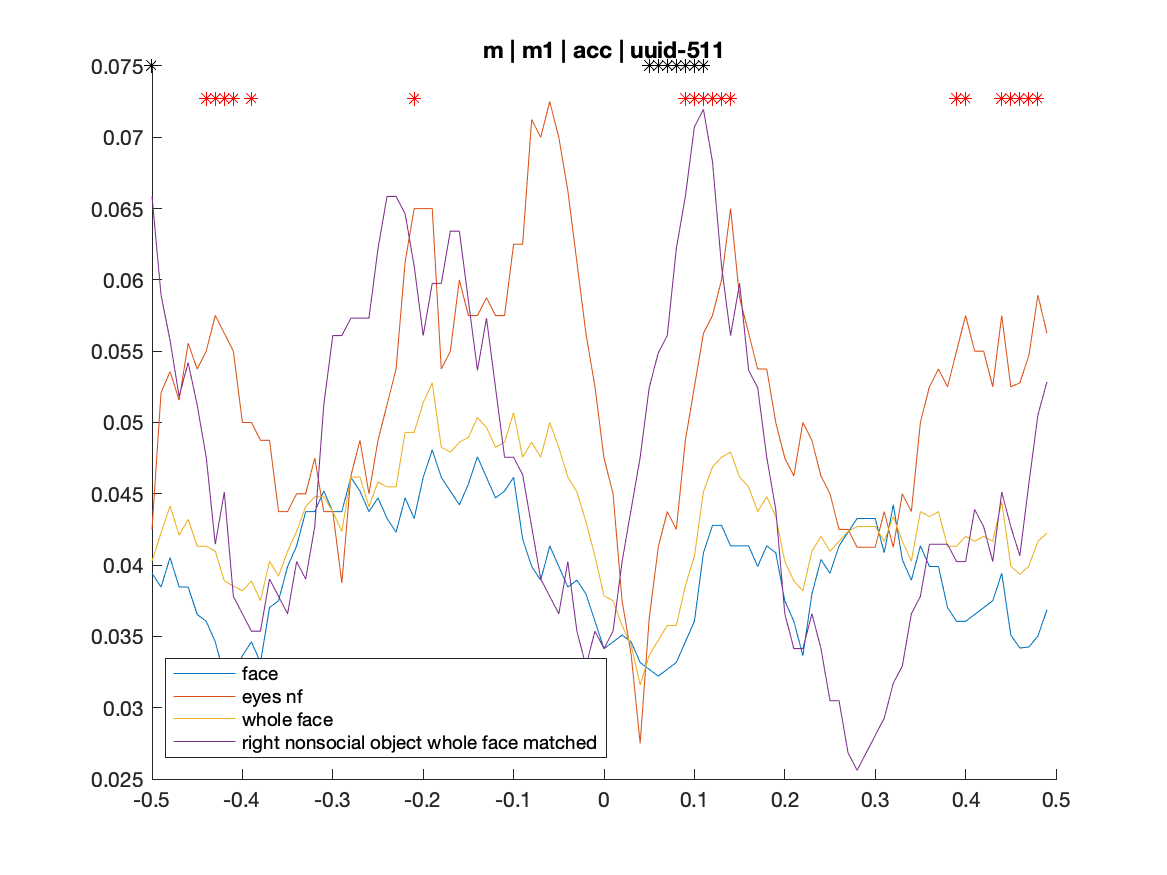 m | m1 | acc | uuid-511
0.075
0.07
0.065
0.06
0.055
0.05
0.045
0.04
0.035
0.03
0.025
face
eyes nf
whole face
right nonsocial object whole face matched
-0.5 -0.4 -0.3 -0.2 -0.1 0 0.1 0.2 0.3 0.4 0.5